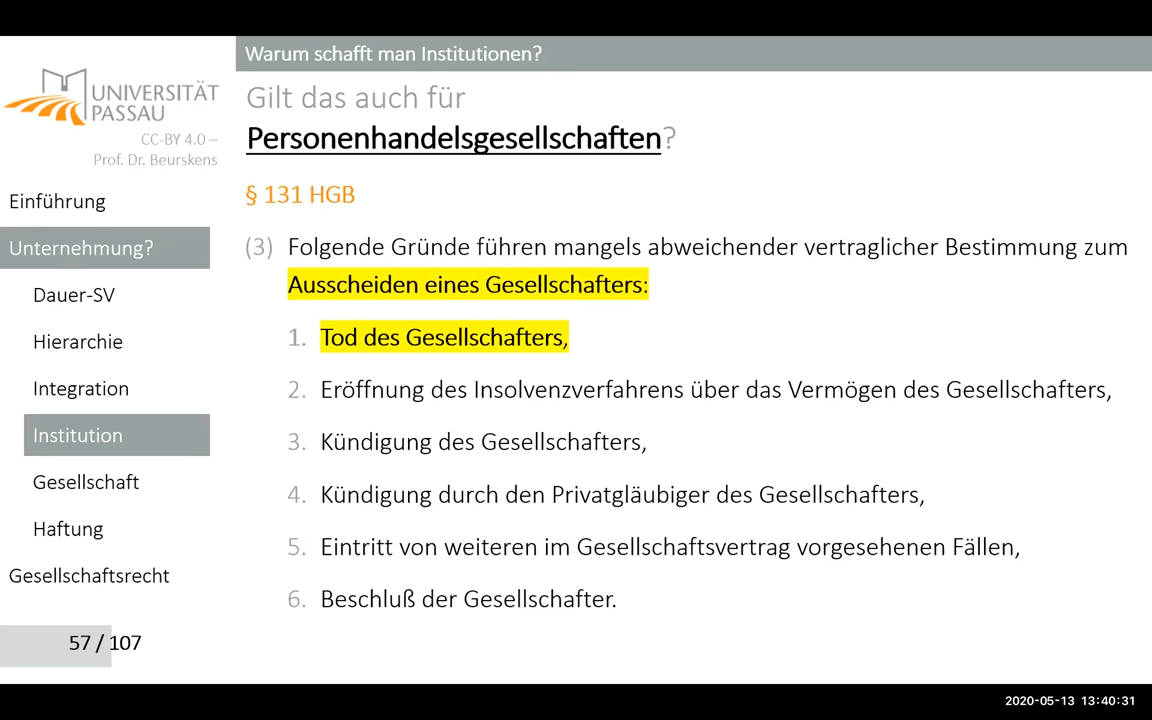 Warum schafft man Institutionen?
UNIVERSITÄT
PASSAU
CC-BY 4.0 –
Prof. Dr. Beurskens
Einführung
Unternehmung?
Dauer-SV
Hierarchie
Integration
Institution
Gesellschaft
Haftung
Gesellschaftsrecht
57 / 107
Gilt das auch für
Personenhandelsgesellschaften?
§ 131 HGB
(3) Folgende Gründe führen mangels abweichender vertraglicher Bestimmung zum
Ausscheiden eines Gesellschafters:
1. Tod des Gesellschafters,
2. Eröffnung des Insolvenzverfahrens über das Vermögen des Gesellschafters,
3. Kündigung des Gesellschafters,
4. Kündigung durch den Privatgläubiger des Gesellschafters,
5. Eintritt von weiteren im Gesellschaftsvertrag vorgesehenen Fällen,
6. Beschluß der Gesellschafter.
2020-05-13 13:40:31